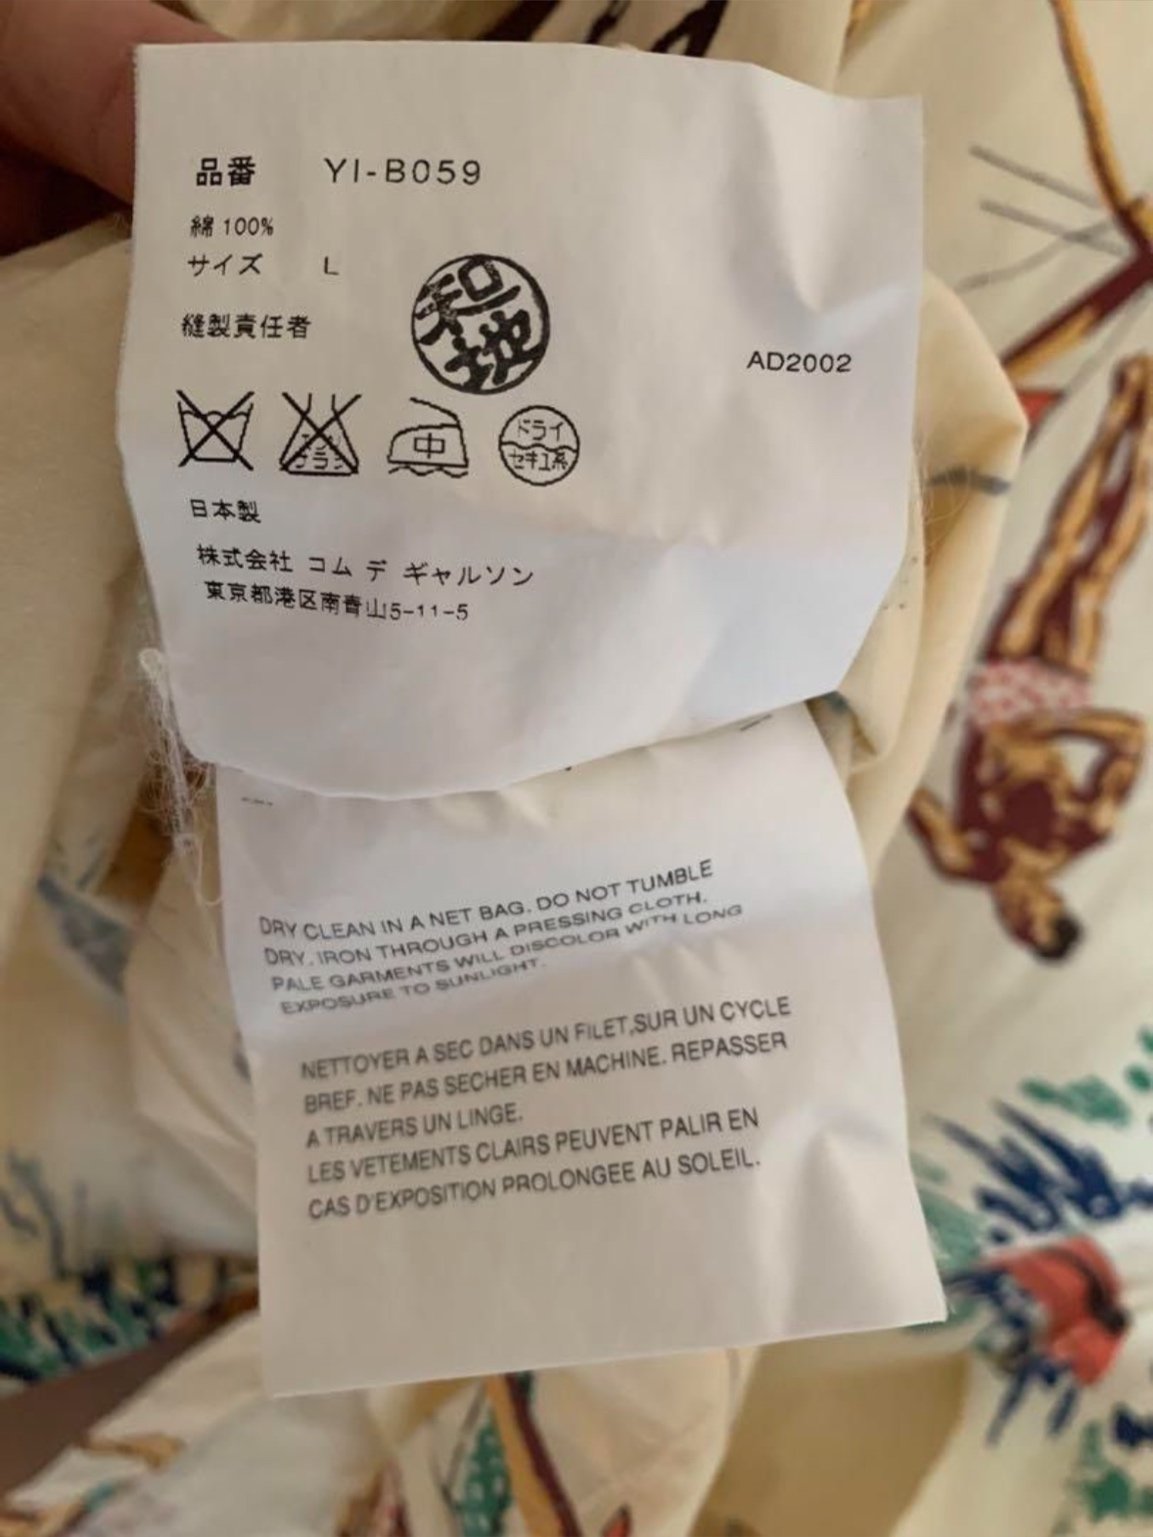 品番 YI-B059
綿 100%
サイズ L
縫製責任者
和地
AD2002
中
ドライ
セキユ系
日本製
株式会社 コム デ ギャルソン
東京都港区南青山5-11-5
DRY CLEAN IN A NET BAG. DO NOT TUMBLE
DRY. IRON THROUGH A PRESSING CLOTH.
PALE GARMENTS WILL DISCOLOR WITH LONG
EXPOSURE TO SUNLIGHT.
NETTOYER A SEC DANS UN FILET,SUR UN CYCLE
BREF. NE PAS SECHER EN MACHINE. REPASSER
A TRAVERS UN LINGE.
LES VETEMENTS CLAIRS PEUVENT PALIR EN
CAS D'EXPOSITION PROLONGEE AU SOLEIL.